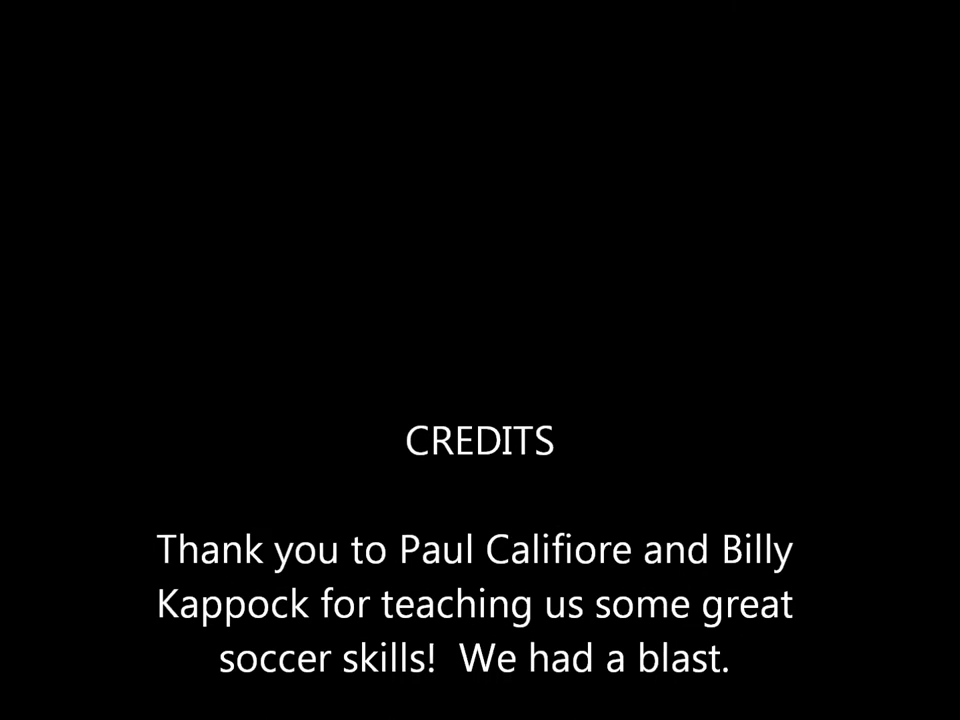 CREDITS
Thank you to Paul Califiore and Billy
Kappock for teaching us some great
soccer skills!  We had a blast.